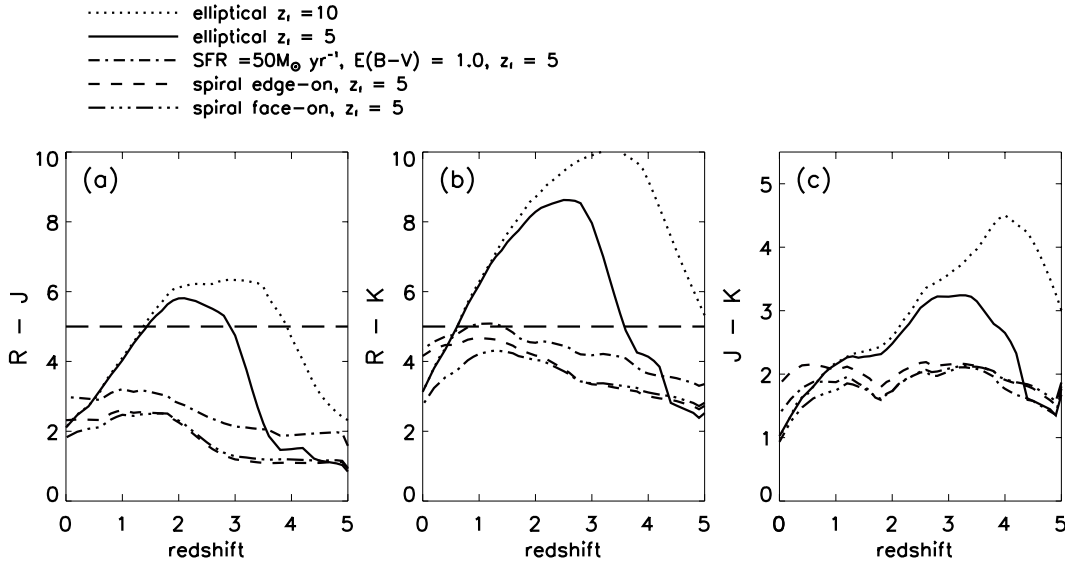 elliptical z_f =10
elliptical z_f = 5
SFR =50M⊙ yr⁻¹, E(B−V) = 1.0, z_f = 5
spiral edge−on, z_f = 5
spiral face−on, z_f = 5
(a)
R − J
10
8
6
4
2
0
0 1 2 3 4 5
redshift
(b)
R − K
10
8
6
4
2
0
0 1 2 3 4 5
redshift
(c)
J − K
5
4
3
2
1
0
0 1 2 3 4 5
redshift